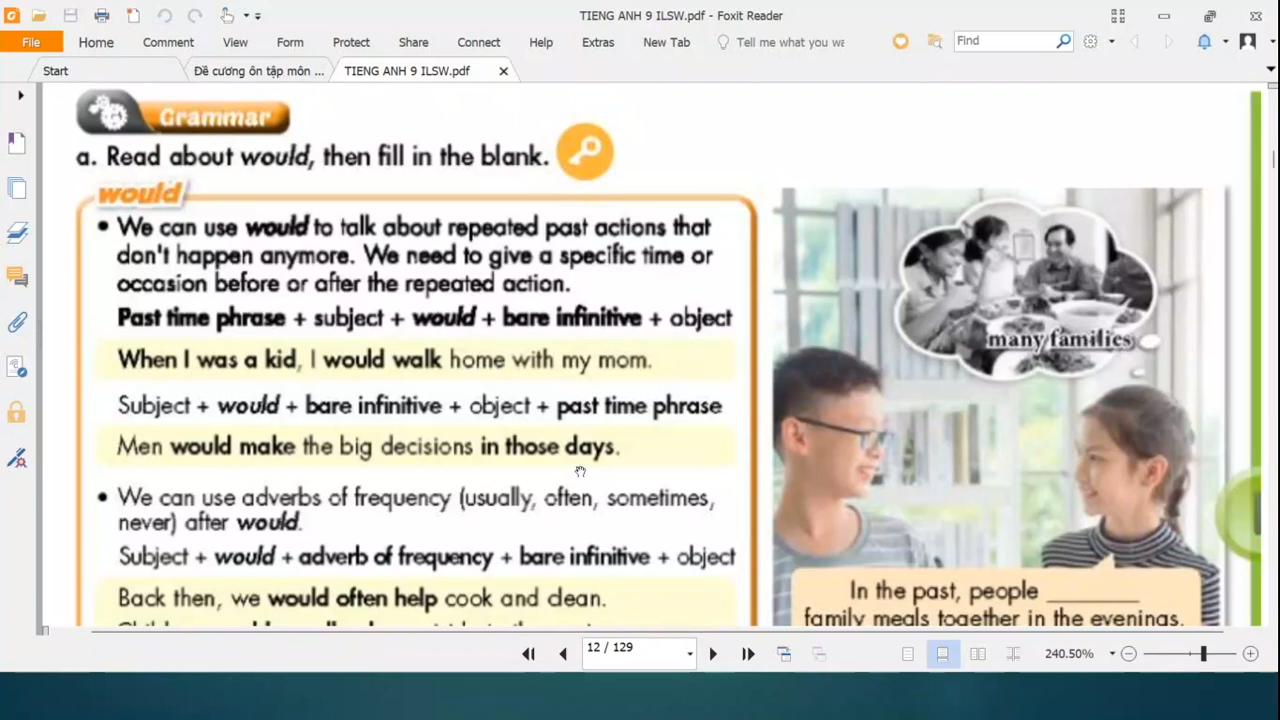 TIENG ANH 9 ILSW.pdf - Foxit Reader
File Home Comment View Form Protect Share Connect Help Extras New Tab Tell me what you wa Find
Start Đề cương ôn tập môn ... TIENG ANH 9 ILSW.pdf
Grammar
a. Read about would, then fill in the blank.
would
• We can use would to talk about repeated past actions that
don't happen anymore. We need to give a specific time or
occasion before or after the repeated action.
Past time phrase + subject + would + bare infinitive + object
When I was a kid, I would walk home with my mom.
Subject + would + bare infinitive + object + past time phrase
Men would make the big decisions in those days.
• We can use adverbs of frequency (usually, often, sometimes,
never) after would.
Subject + would + adverb of frequency + bare infinitive + object
Back then, we would often help cook and clean.
many families
In the past, people ________
family meals together in the evenings.
12 / 129
240.50%